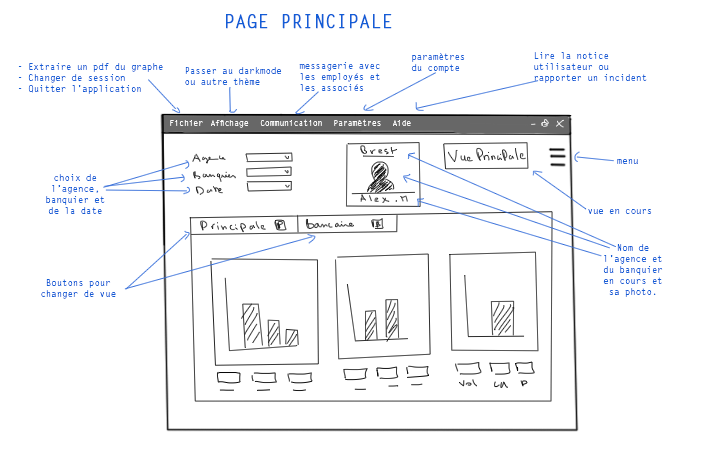 PAGE PRINCIPALE
- Extraire un pdf du graphe
- Changer de session
- Quitter l'application
Passer au darkmode
ou autre thème
messagerie avec
les employés et
les associés
paramètres
du compte
Lire la notice
utilisateur ou
rapporter un incident
Fichier Affichage Communication Paramètres Aide
Agence
Banquier
Date
Brest
Alex.M
Vue Principale
menu
choix de
l'agence,
banquier et
de la date
vue en cours
Principale
bancaire
Boutons pour
changer de vue
Nom de
l'agence et
du banquier
en cours et
sa photo.
Vol